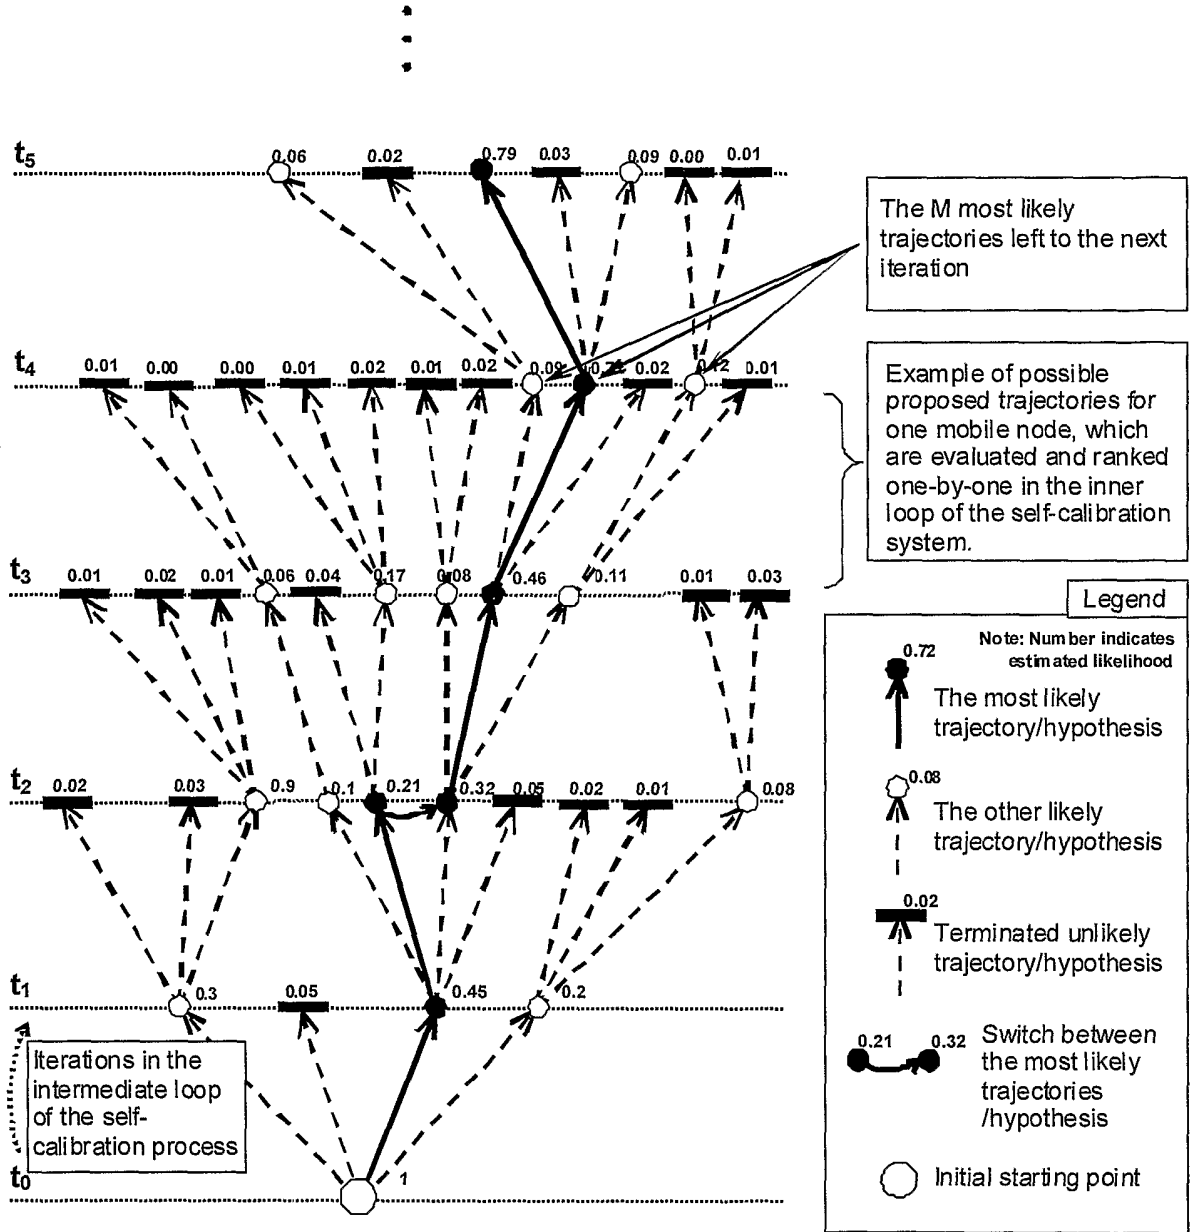 t5
0.06 0.02 0.79 0.03 0.09 0.00 0.01
The M most likely
trajectories left to the next
iteration
t4
0.01 0.00 0.00 0.01 0.02 0.01 0.02 0.09 0.02 0.01
Example of possible
proposed trajectories for
one mobile node, which
are evaluated and ranked
one-by-one in the inner
loop of the self-calibration
system.
t3
0.01 0.02 0.01 0.06 0.04 0.17 0.08 0.46 0.11 0.01 0.03
t2
0.02 0.03 0.9 0.1 0.21 0.32 0.05 0.02 0.01 0.08
t1
0.3 0.05 0.45 0.2
Iterations in the
intermediate loop
of the self-
calibration process
t0
1
Legend
Note: Number indicates
estimated likelihood
0.72
The most likely
trajectory/hypothesis
0.08
The other likely
trajectory/hypothesis
0.02
Terminated unlikely
trajectory/hypothesis
0.21 0.32
Switch between
the most likely
trajectories
/hypothesis
Initial starting point